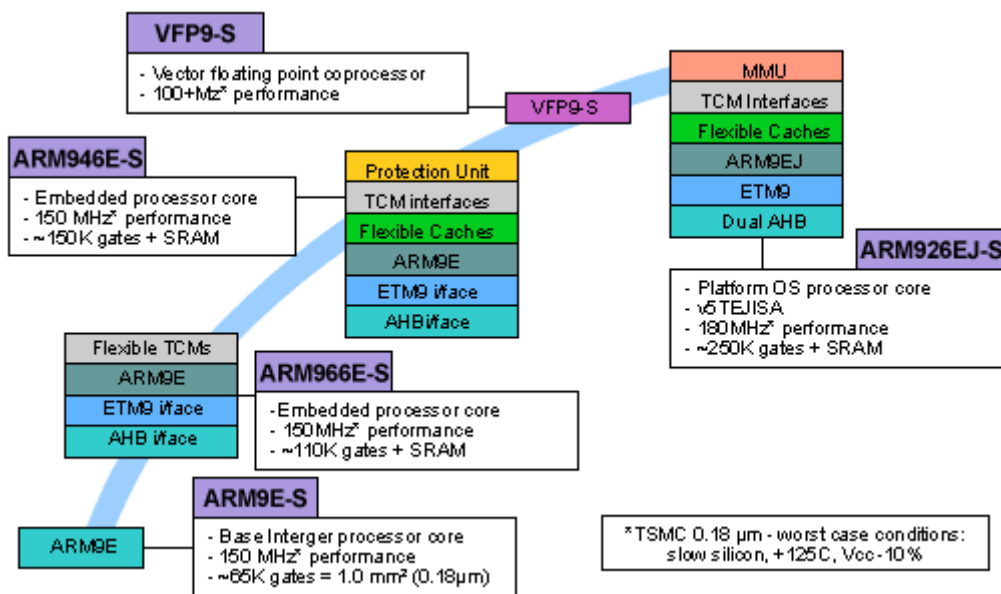 VFP9-S
- Vector floating point coprocessor
- 100+Mz* performance
VFP9-S
MMU
TCM Interfaces
Flexible Caches
ARM9EJ
ETM9
Dual AHB
ARM946E-S
- Embedded processor core
- 150 MHz* performance
- ~150K gates + SRAM
Protection Unit
TCM interfaces
Flexible Caches
ARM9E
ETM9 i/face
AHB i/face
ARM926EJ-S
- Platform OS processor core
- v5TEJISA
- 180MHz* performance
- ~250K gates + SRAM
Flexible TCMs
ARM9E
ETM9 i/face
AHB i/face
ARM966E-S
-Embedded processor core
- 150MHz* performance
- ~110K gates + SRAM
ARM9E-S
- Base Interger processor core
- 150 MHz* performance
- ~65K gates = 1.0 mm² (0.18µm)
ARM9E
*TSMC 0.18 µm - worst case conditions:
slow silicon, +125C, Vcc-10%